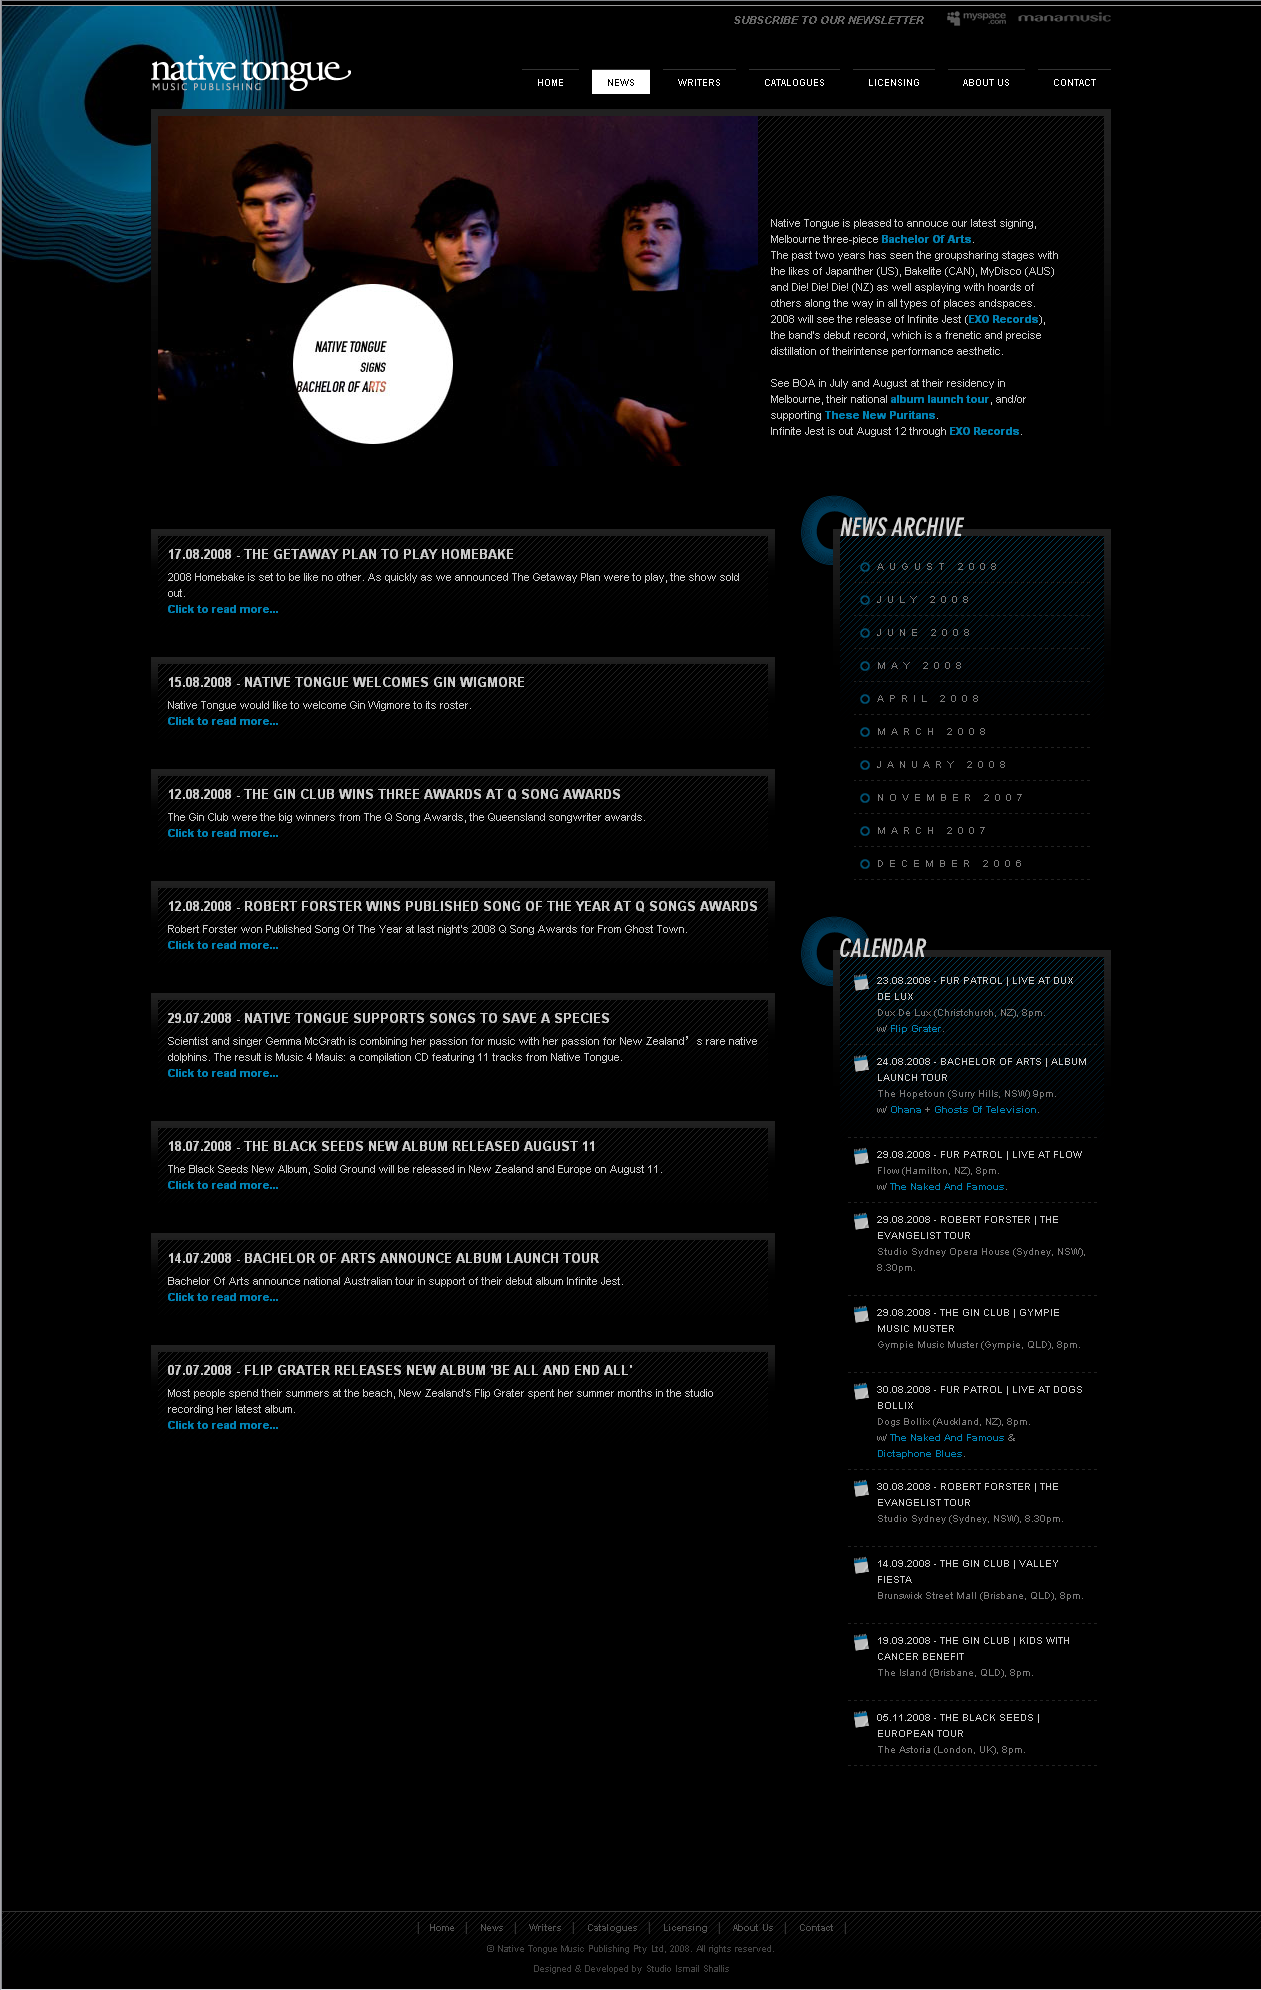 SUBSCRIBE TO OUR NEWSLETTER
myspace.com
manamusic
native tongue
MUSIC PUBLISHING
HOME
NEWS
WRITERS
CATALOGUES
LICENSING
ABOUT US
CONTACT
NATIVE TONGUE
SIGNS
BACHELOR OF ARTS
Native Tongue is pleased to annouce our latest signing,
Melbourne three-piece Bachelor Of Arts.
The past two years has seen the groupsharing stages with
the likes of Japanther (US), Bakelite (CAN), MyDisco (AUS)
and Die! Die! Die! (NZ) as well asplaying with hoards of
others along the way in all types of places andspaces.
2008 will see the release of Infinite Jest (EXO Records),
the band's debut record, which is a frenetic and precise
distillation of theirintense performance aesthetic.
See BOA in July and August at their residency in
Melbourne, their national album launch tour, and/or
supporting These New Puritans.
Infinite Jest is out August 12 through EXO Records.
17.08.2008 - THE GETAWAY PLAN TO PLAY HOMEBAKE
2008 Homebake is set to be like no other. As quickly as we announced The Getaway Plan were to play, the show sold
out.
Click to read more...
15.08.2008 - NATIVE TONGUE WELCOMES GIN WIGMORE
Native Tongue would like to welcome Gin Wigmore to its roster.
Click to read more...
12.08.2008 - THE GIN CLUB WINS THREE AWARDS AT Q SONG AWARDS
The Gin Club were the big winners from The Q Song Awards, the Queensland songwriter awards.
Click to read more...
12.08.2008 - ROBERT FORSTER WINS PUBLISHED SONG OF THE YEAR AT Q SONGS AWARDS
Robert Forster won Published Song Of The Year at last night's 2008 Q Song Awards for From Ghost Town.
Click to read more...
29.07.2008 - NATIVE TONGUE SUPPORTS SONGS TO SAVE A SPECIES
Scientist and singer Gemma McGrath is combining her passion for music with her passion for New Zealand’s rare native
dolphins. The result is Music 4 Mauis: a compilation CD featuring 11 tracks from Native Tongue.
Click to read more...
18.07.2008 - THE BLACK SEEDS NEW ALBUM RELEASED AUGUST 11
The Black Seeds New Album, Solid Ground will be released in New Zealand and Europe on August 11.
Click to read more...
14.07.2008 - BACHELOR OF ARTS ANNOUNCE ALBUM LAUNCH TOUR
Bachelor Of Arts announce national Australian tour in support of their debut album Infinite Jest.
Click to read more...
07.07.2008 - FLIP GRATER RELEASES NEW ALBUM 'BE ALL AND END ALL'
Most people spend their summers at the beach, New Zealand's Flip Grater spent her summer months in the studio
recording her latest album.
Click to read more...
NEWS ARCHIVE
AUGUST 2008
JULY 2008
JUNE 2008
MAY 2008
APRIL 2008
MARCH 2008
JANUARY 2008
NOVEMBER 2007
MARCH 2007
DECEMBER 2006
CALENDAR
23.08.2008 - FUR PATROL | LIVE AT DUX
DE LUX
Dux De Lux (Christchurch, NZ), 8pm.
w/ Flip Grater.
24.08.2008 - BACHELOR OF ARTS | ALBUM
LAUNCH TOUR
The Hopetoun (Surry Hills, NSW) 9pm.
w/ Ohana + Ghosts Of Television.
29.08.2008 - FUR PATROL | LIVE AT FLOW
Flow (Hamilton, NZ), 8pm.
w/ The Naked And Famous.
29.08.2008 - ROBERT FORSTER | THE
EVANGELIST TOUR
Studio Sydney Opera House (Sydney, NSW),
8.30pm.
29.08.2008 - THE GIN CLUB | GYMPIE
MUSIC MUSTER
Gympie Music Muster (Gympie, QLD), 8pm.
30.08.2008 - FUR PATROL | LIVE AT DOGS
BOLLIX
Dogs Bollix (Auckland, NZ), 8pm.
w/ The Naked And Famous &
Dictaphone Blues.
30.08.2008 - ROBERT FORSTER | THE
EVANGELIST TOUR
Studio Sydney (Sydney, NSW), 8.30pm.
14.09.2008 - THE GIN CLUB | VALLEY
FIESTA
Brunswick Street Mall (Brisbane, QLD), 8pm.
19.09.2008 - THE GIN CLUB | KIDS WITH
CANCER BENEFIT
The Island (Brisbane, QLD), 8pm.
05.11.2008 - THE BLACK SEEDS |
EUROPEAN TOUR
The Astoria (London, UK), 8pm.
| Home | News | Writers | Catalogues | Licensing | About Us | Contact |
© Native Tongue Music Publishing Pty Ltd, 2008. All rights reserved.
Designed & Developed by Studio Ismail Shallis